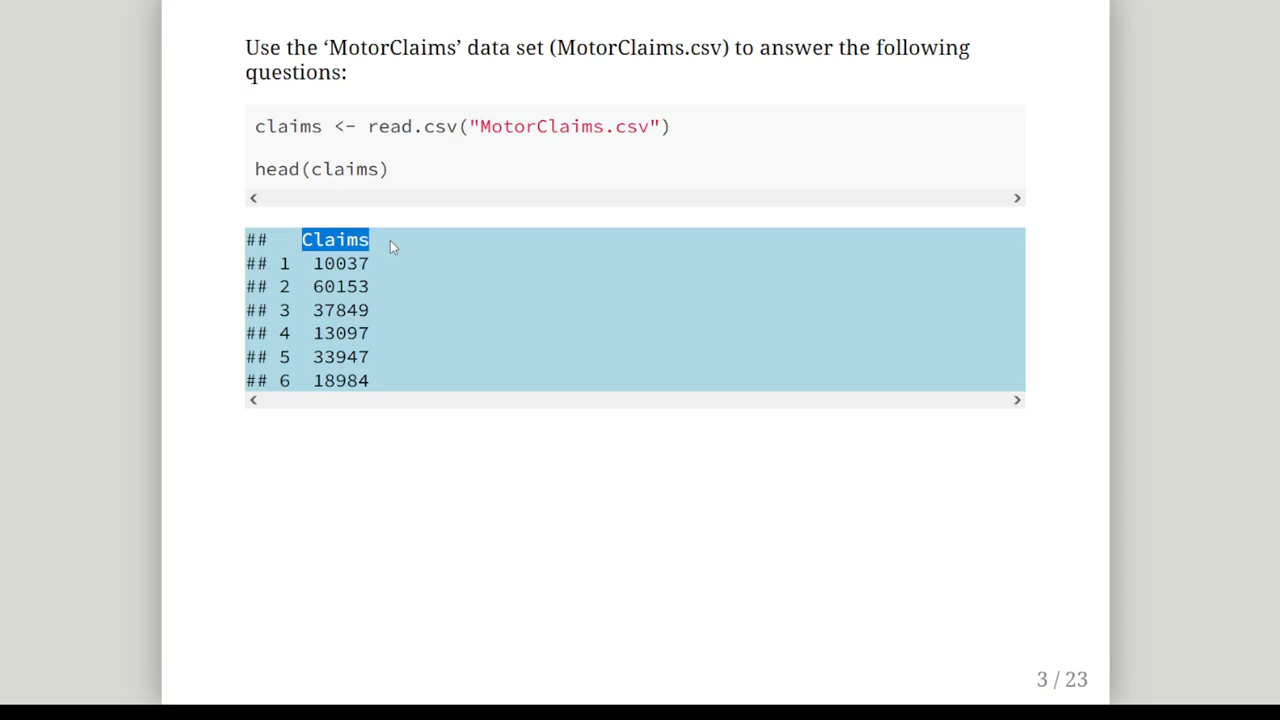 Use the ‘MotorClaims’ data set (MotorClaims.csv) to answer the following
questions:
claims <- read.csv("MotorClaims.csv")
head(claims)
##   Claims
## 1  10037
## 2  60153
## 3  37849
## 4  13097
## 5  33947
## 6  18984
3 / 23